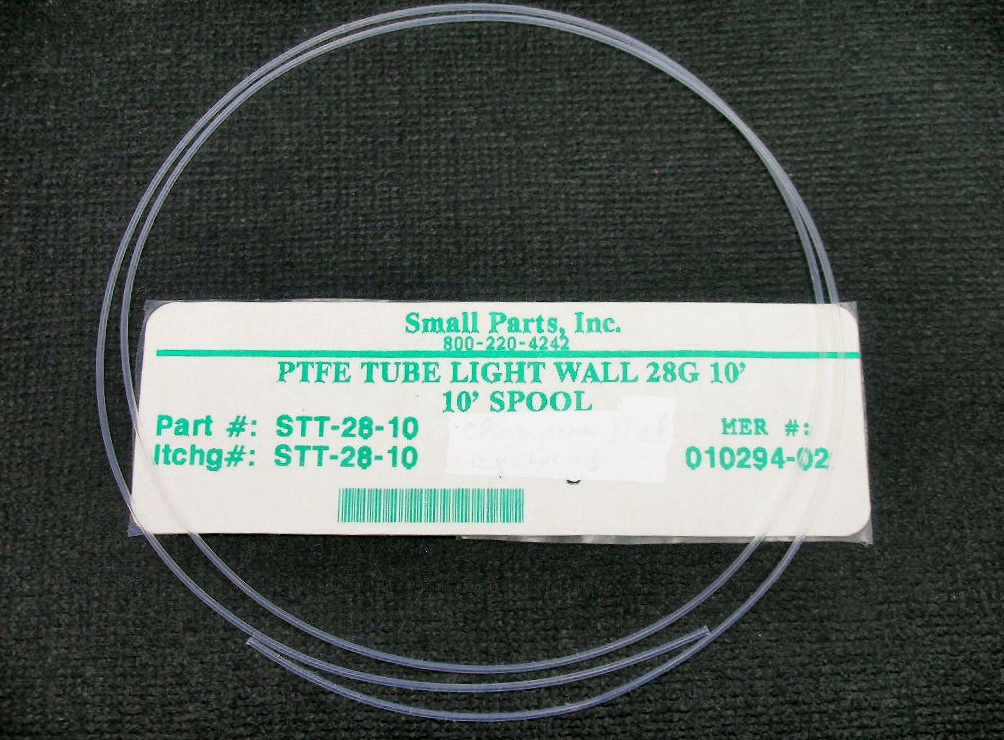 Small Parts, Inc.
800-220-4242
PTFE TUBE LIGHT WALL 28G 10'
10' SPOOL
Part #: STT-28-10
MER #:
Itchg#: STT-28-10
010294-02